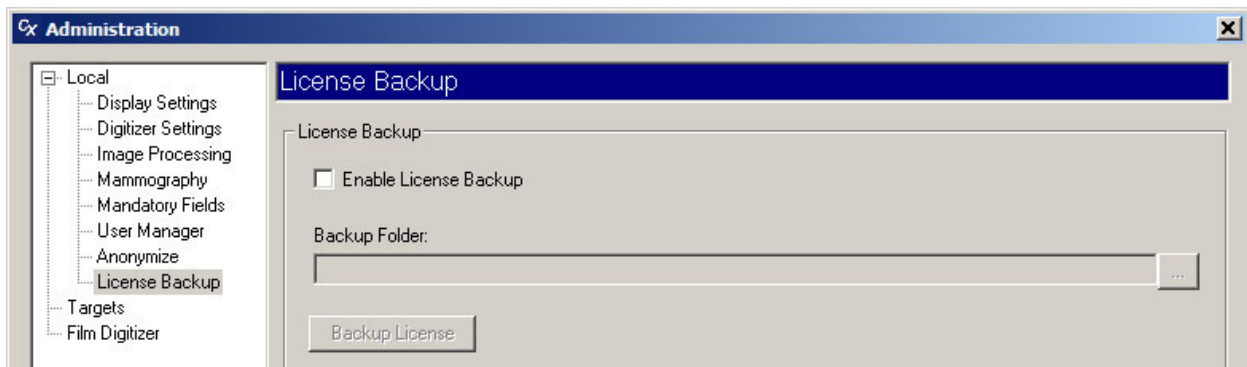 Cx Administration
Local
Display Settings
Digitizer Settings
Image Processing
Mammography
Mandatory Fields
User Manager
Anonymize
License Backup
Targets
Film Digitizer
License Backup
License Backup
Enable License Backup
Backup Folder:
...
Backup License